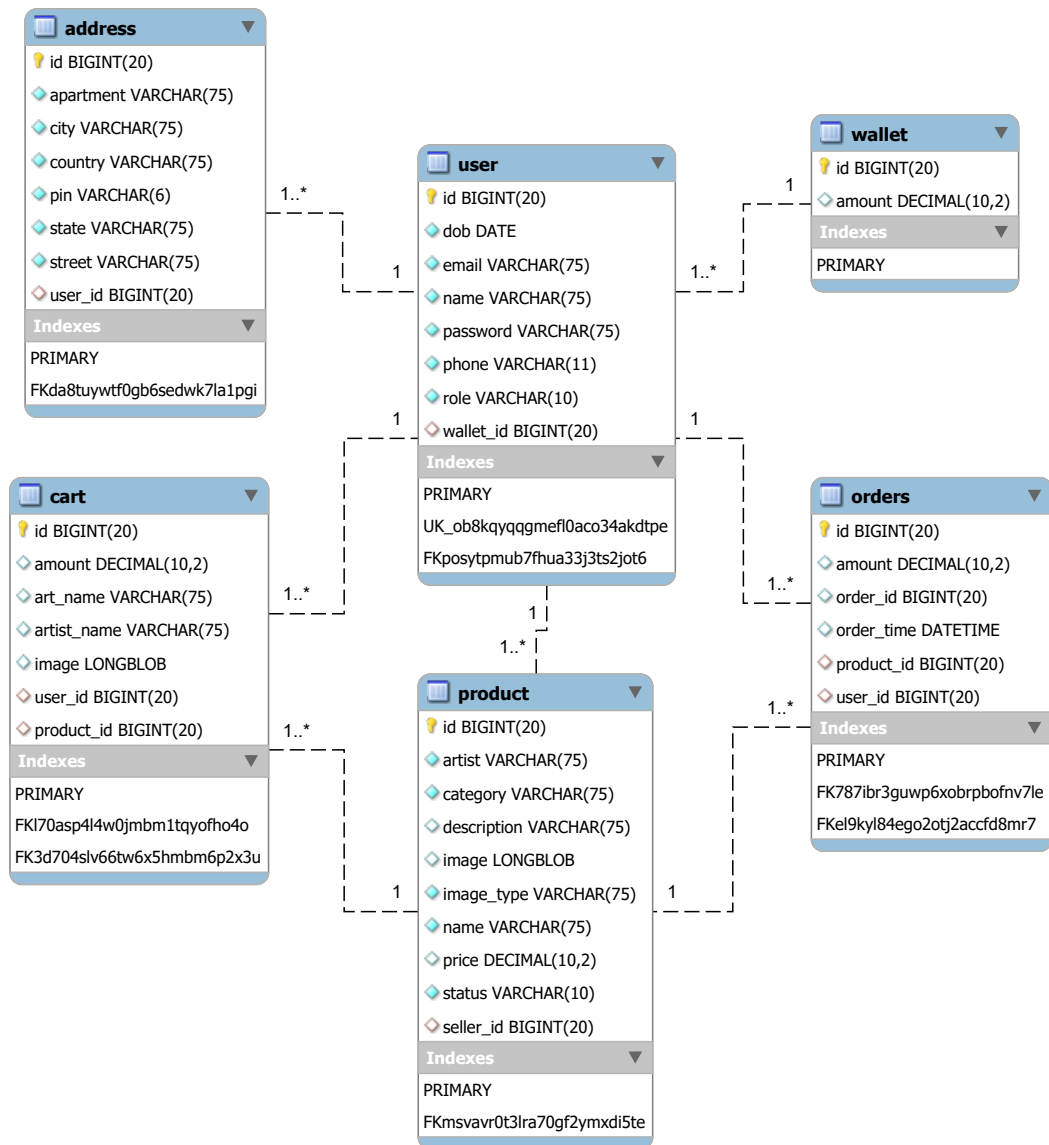 address
id BIGINT(20)
apartment VARCHAR(75)
city VARCHAR(75)
country VARCHAR(75)
pin VARCHAR(6)
state VARCHAR(75)
street VARCHAR(75)
user_id BIGINT(20)
Indexes
PRIMARY
FKda8tuywtf0gb6sedwk7la1pgi
1..*
1
user
id BIGINT(20)
dob DATE
email VARCHAR(75)
name VARCHAR(75)
password VARCHAR(75)
phone VARCHAR(11)
role VARCHAR(10)
wallet_id BIGINT(20)
Indexes
PRIMARY
UK_ob8kqyqqgmefl0aco34akdtpe
FKposytpmub7fhua33j3ts2jot6
1
1..*
wallet
id BIGINT(20)
amount DECIMAL(10,2)
Indexes
PRIMARY
1
1..*
cart
id BIGINT(20)
amount DECIMAL(10,2)
art_name VARCHAR(75)
artist_name VARCHAR(75)
image LONGBLOB
user_id BIGINT(20)
product_id BIGINT(20)
Indexes
PRIMARY
FKl70asp4l4w0jmbm1tqyofho4o
FK3d704slv66tw6x5hmbm6p2x3u
1..*
1
1
1..*
product
id BIGINT(20)
artist VARCHAR(75)
category VARCHAR(75)
description VARCHAR(75)
image LONGBLOB
image_type VARCHAR(75)
name VARCHAR(75)
price DECIMAL(10,2)
status VARCHAR(10)
seller_id BIGINT(20)
Indexes
PRIMARY
FKmsvavr0t3lra70gf2ymxdi5te
1
1..*
orders
id BIGINT(20)
amount DECIMAL(10,2)
order_id BIGINT(20)
order_time DATETIME
product_id BIGINT(20)
user_id BIGINT(20)
Indexes
PRIMARY
FK787ibr3guwp6xobrpbofnv7le
FKel9kyl84ego2otj2accfd8mr7
1
1..*